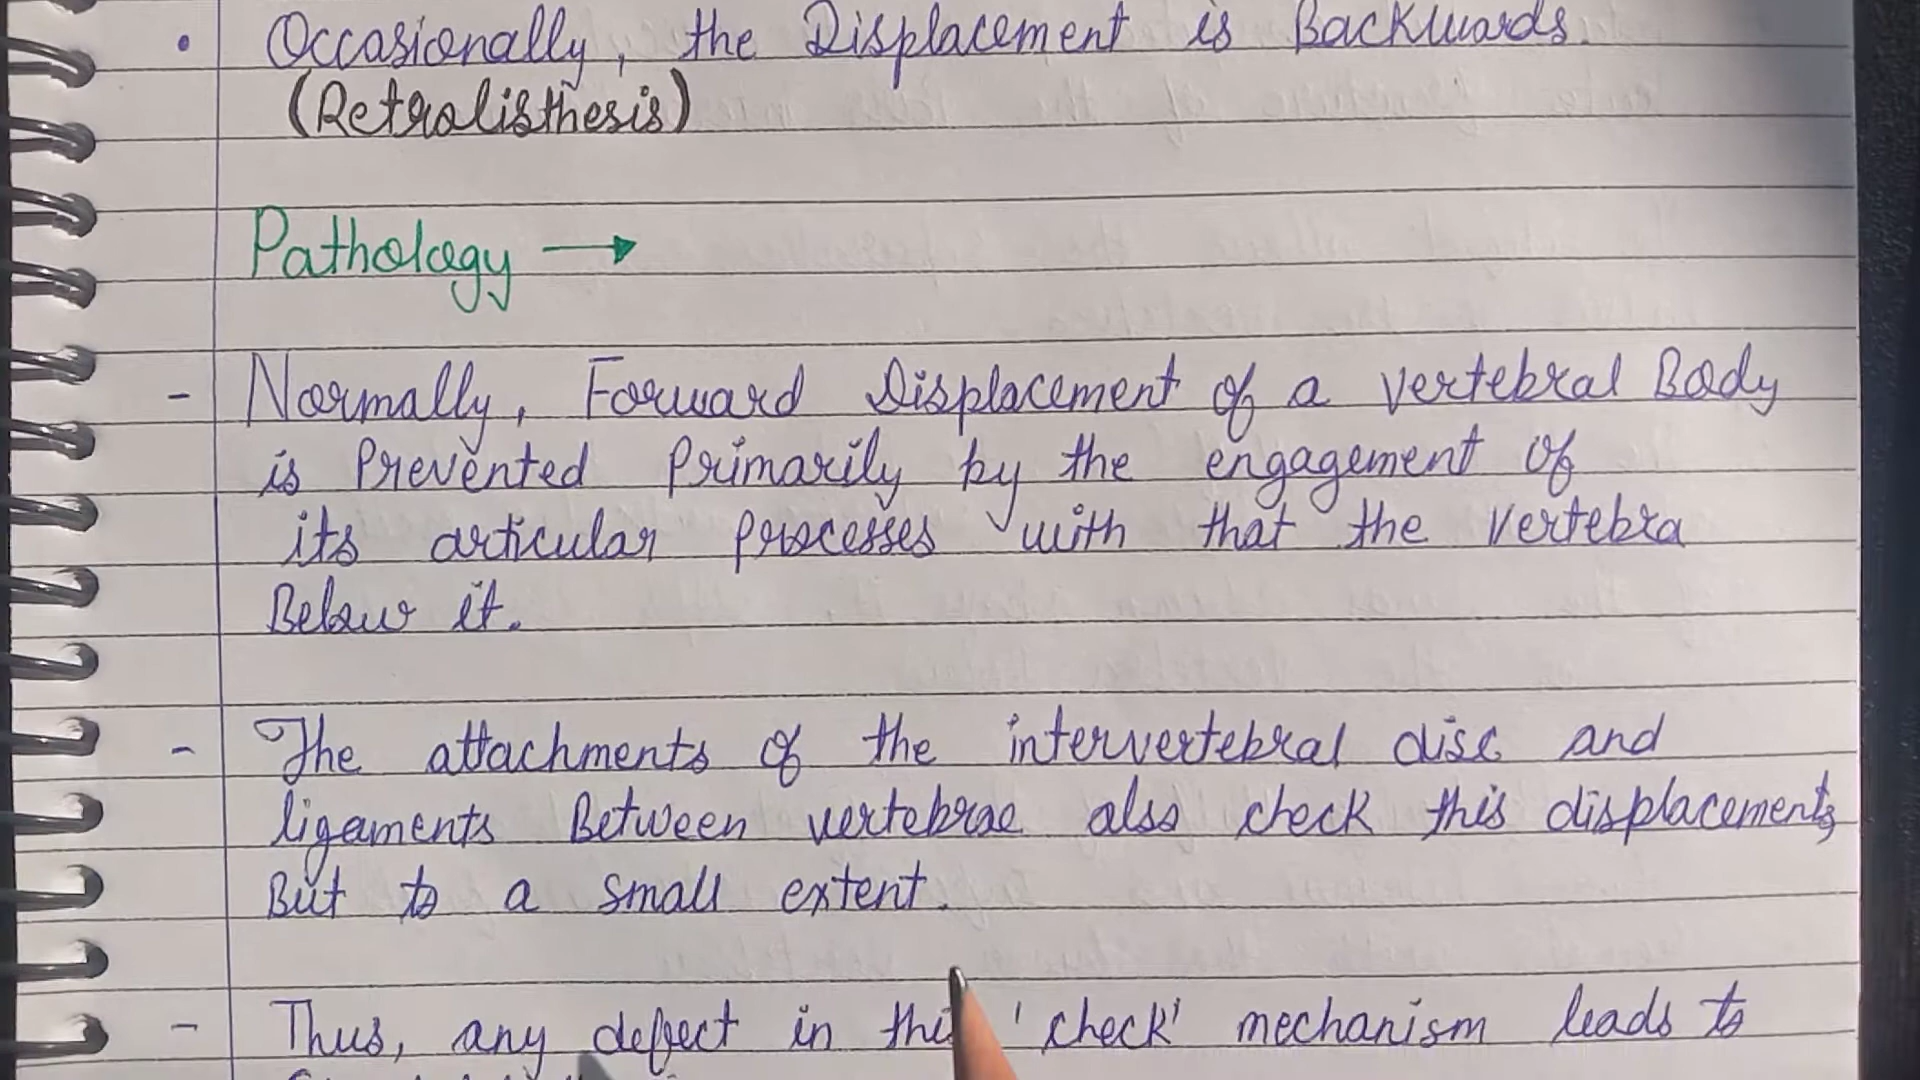 • Occasionally, the Displacement is Backwards.
(Retrolisthesis)
Pathology →
- Normally, Forward Displacement of a vertebral Body
is Prevented Primarily by the engagement of
its articular Processes with that the vertebra
Below it.
- The attachments of the intervertebral disc and
ligaments Between vertebrae also check this displacements,
But to a small extent.
- Thus, any defect in this 'check' mechanism leads to